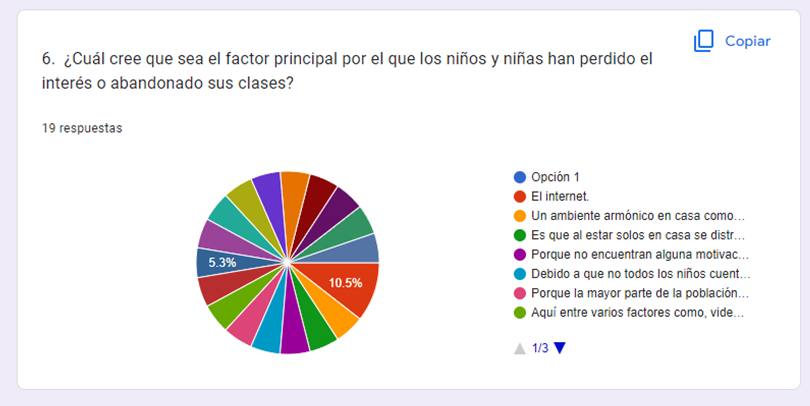 Copiar
6. ¿Cuál cree que sea el factor principal por el que los niños y niñas han perdido el
interés o abandonado sus clases?
19 respuestas
5.3%
10.5%
Opción 1
El internet.
Un ambiente armónico en casa como...
Es que al estar solos en casa se distr...
Porque no encuentran alguna motivac...
Debido a que no todos los niños cuent...
Porque la mayor parte de la población...
Aquí entre varios factores como, vide...
1/3